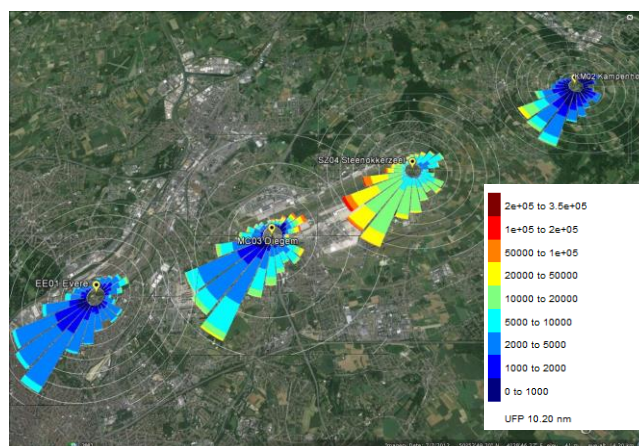 KM02 Kampenho
SZ04 Steenokkerzeel
MC03 Diegem
EE01 Evere
2e+05 to 3.5e+05
1e+05 to 2e+05
50000 to 1e+05
20000 to 50000
10000 to 20000
5000 to 10000
2000 to 5000
1000 to 2000
0 to 1000
UFP 10.20 nm